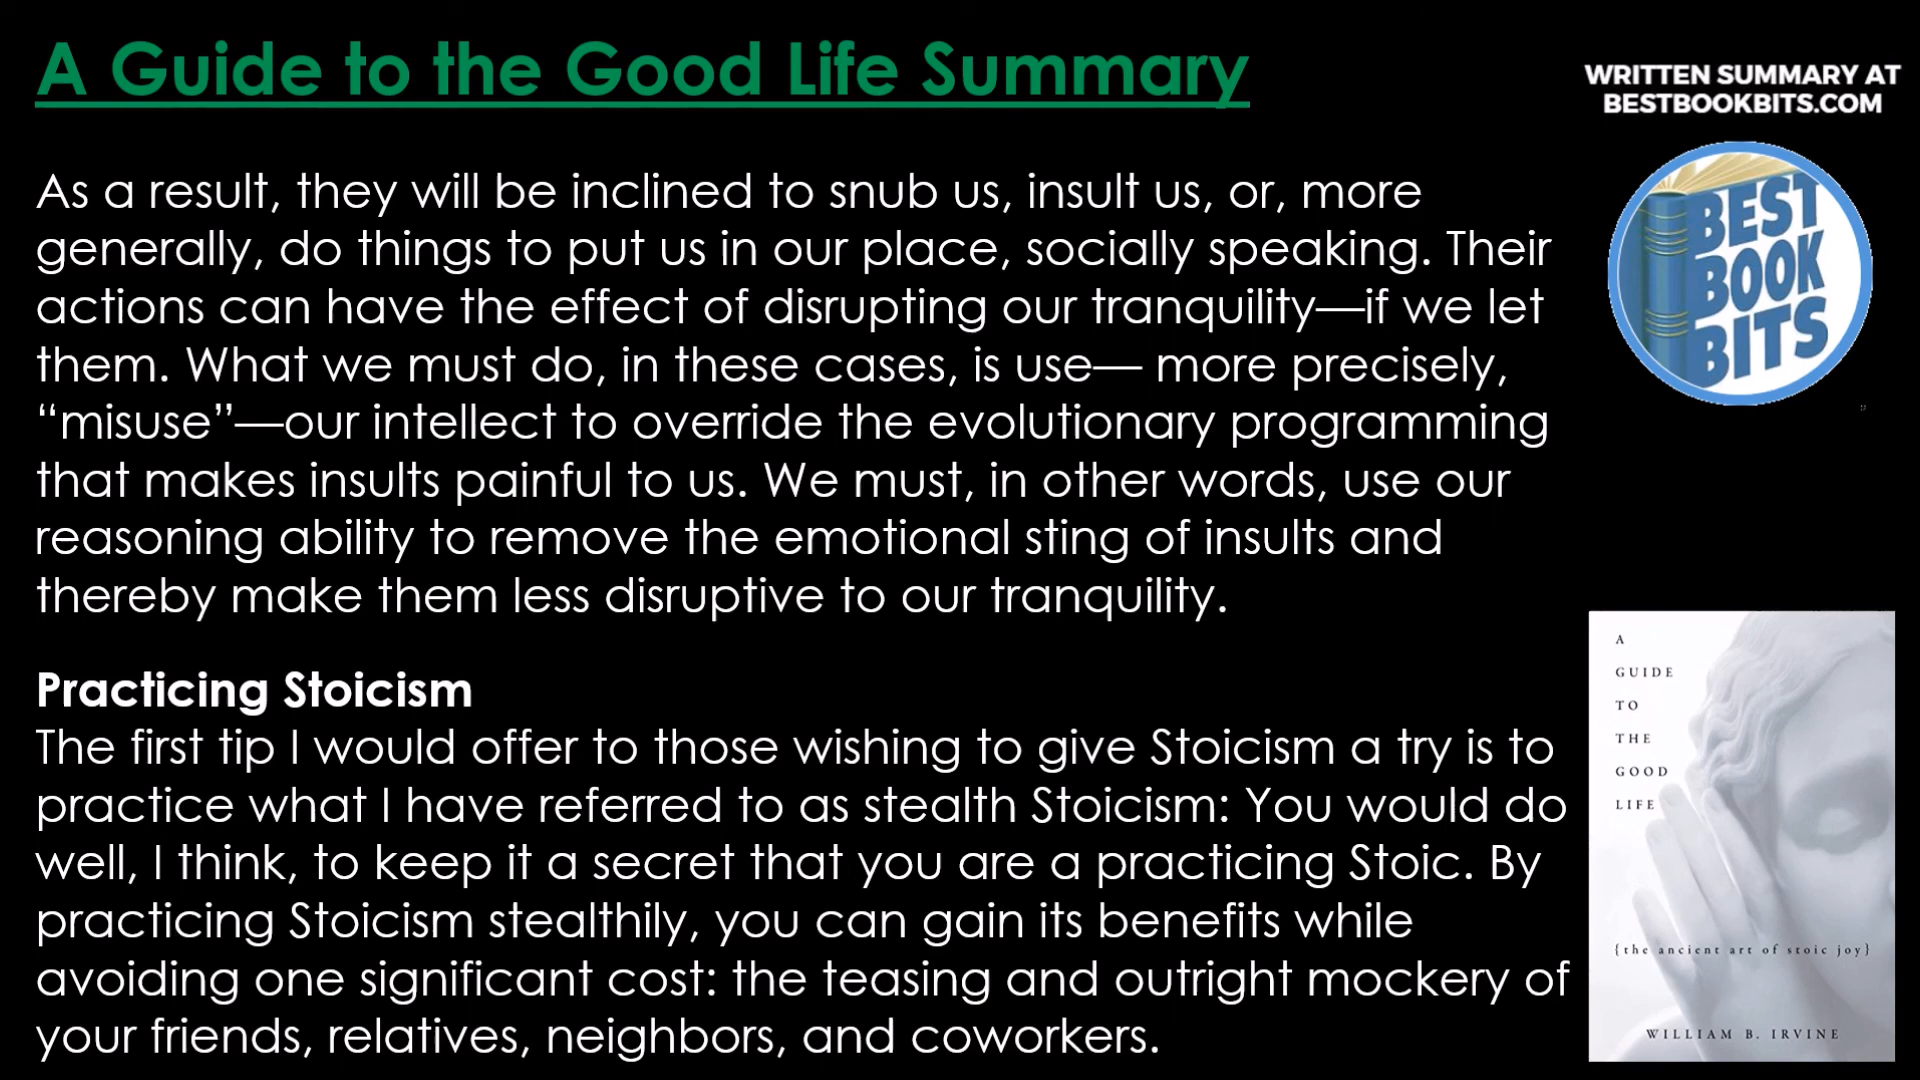 A Guide to the Good Life Summary
WRITTEN SUMMARY AT
BESTBOOKBITS.COM
BEST
BOOK
BITS
As a result, they will be inclined to snub us, insult us, or, more
generally, do things to put us in our place, socially speaking. Their
actions can have the effect of disrupting our tranquility—if we let
them. What we must do, in these cases, is use— more precisely,
“misuse”—our intellect to override the evolutionary programming
that makes insults painful to us. We must, in other words, use our
reasoning ability to remove the emotional sting of insults and
thereby make them less disruptive to our tranquility.
Practicing Stoicism
The first tip I would offer to those wishing to give Stoicism a try is to
practice what I have referred to as stealth Stoicism: You would do
well, I think, to keep it a secret that you are a practicing Stoic. By
practicing Stoicism stealthily, you can gain its benefits while
avoiding one significant cost: the teasing and outright mockery of
your friends, relatives, neighbors, and coworkers.
A
GUIDE
TO
THE
GOOD
LIFE
{the ancient art of stoic joy}
WILLIAM B. IRVINE